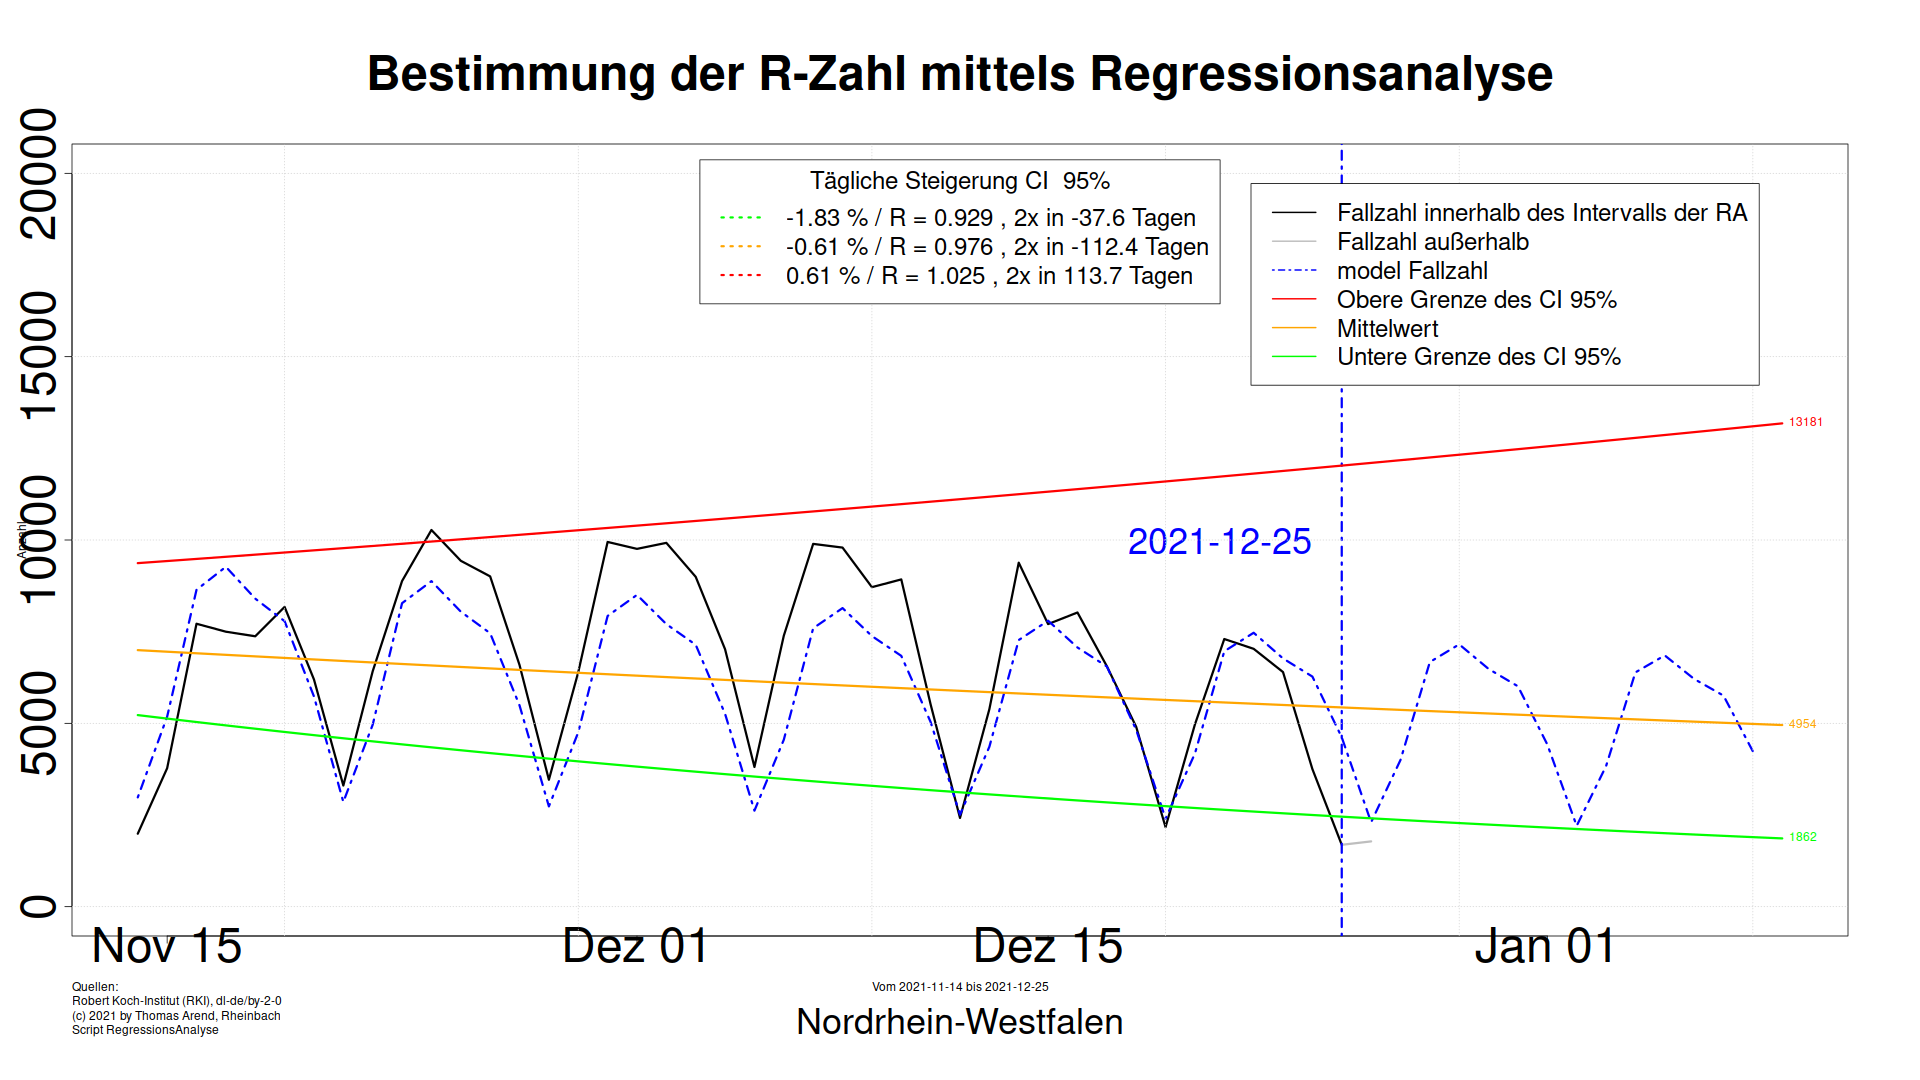 Bestimmung der R-Zahl mittels Regressionsanalyse
Anzahl
20000
15000
10000
5000
0
Tägliche Steigerung CI 95%
-1.83 % / R = 0.929 , 2x in -37.6 Tagen
-0.61 % / R = 0.976 , 2x in -112.4 Tagen
0.61 % / R = 1.025 , 2x in 113.7 Tagen
Fallzahl innerhalb des Intervalls der RA
Fallzahl außerhalb
model Fallzahl
Obere Grenze des CI 95%
Mittelwert
Untere Grenze des CI 95%
13181
2021-12-25
4954
1862
Nov 15
Dez 01
Dez 15
Jan 01
Quellen:
Robert Koch-Institut (RKI), dl-de/by-2-0
(c) 2021 by Thomas Arend, Rheinbach
Script RegressionsAnalyse
Vom 2021-11-14 bis 2021-12-25
Nordrhein-Westfalen